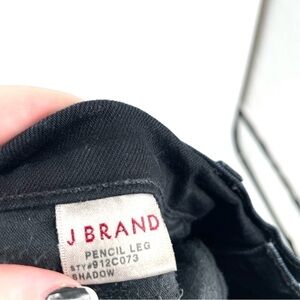 J BRAND
PENCIL LEG
STY#912C073
SHADOW